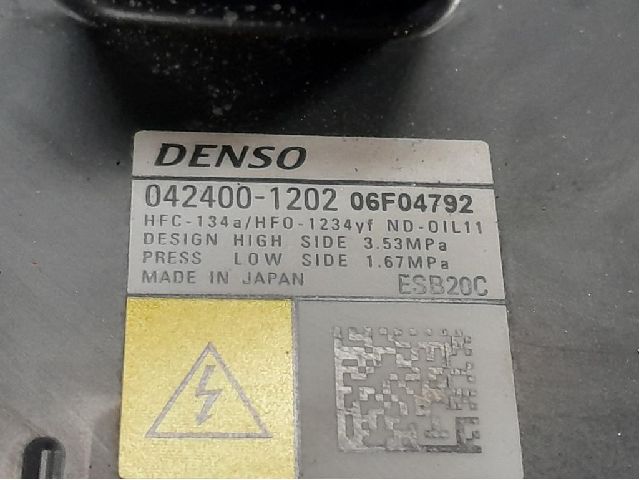 DENSO
042400-1202 06F04792
HFC-134a/HFO-1234yf ND-OIL11
DESIGN HIGH SIDE 3.53MPa
PRESS LOW SIDE 1.67MPa
MADE IN JAPAN ESB20C